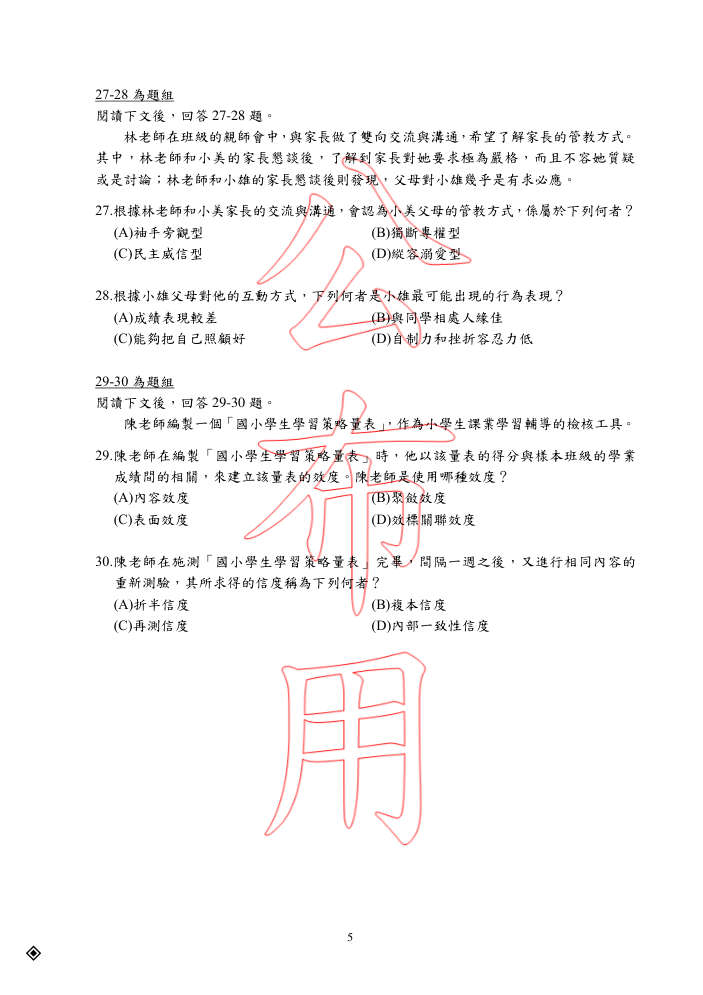 27-28 為題組
閱讀下文後，回答 27-28 題。
林老師在班級的親師會中，與家長做了雙向交流與溝通，希望了解家長的管教方式。
其中，林老師和小美的家長懇談後，了解到家長對她要求極為嚴格，而且不容她質疑
或是討論；林老師和小雄的家長懇談後則發現，父母對小雄幾乎是有求必應。
27.根據林老師和小美家長的交流與溝通，會認為小美父母的管教方式，係屬於下列何者？
(A)袖手旁觀型 (B)獨斷專權型
(C)民主威信型 (D)縱容溺愛型
28.根據小雄父母對他的互動方式，下列何者是小雄最可能出現的行為表現？
(A)成績表現較差 (B)與同學相處人緣佳
(C)能夠把自己照顧好 (D)自制力和挫折容忍力低
29-30 為題組
閱讀下文後，回答 29-30 題。
陳老師編製一個「國小學生學習策略量表」，作為小學生課業學習輔導的檢核工具。
29.陳老師在編製「國小學生學習策略量表」時，他以該量表的得分與樣本班級的學業
成績間的相關，來建立該量表的效度。陳老師是使用哪種效度？
(A)內容效度 (B)聚斂效度
(C)表面效度 (D)效標關聯效度
30.陳老師在施測「國小學生學習策略量表」完畢，間隔一週之後，又進行相同內容的
重新測驗，其所求得的信度稱為下列何者？
(A)折半信度 (B)複本信度
(C)再測信度 (D)內部一致性信度
公布用
5